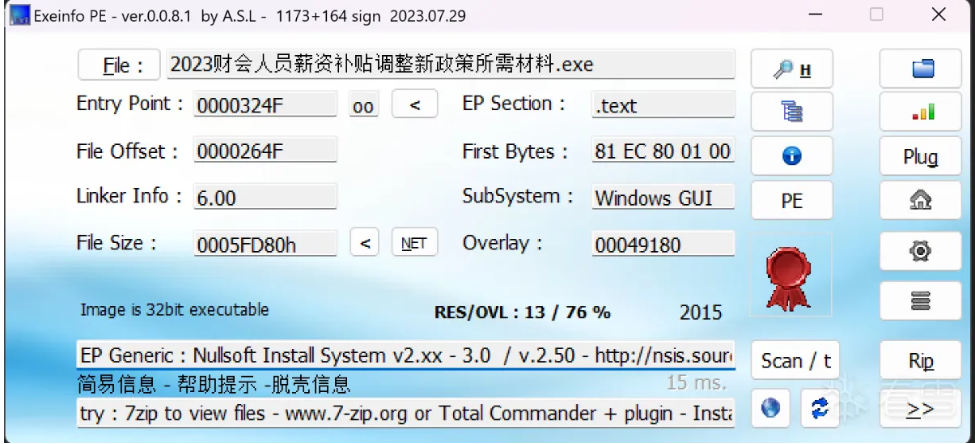 Exeinfo PE - ver.0.0.8.1 by A.S.L - 1173+164 sign 2023.07.29
File : 2023财会人员薪资补贴调整新政策所需材料.exe H
Entry Point : 0000324F oo < EP Section : .text
File Offset : 0000264F First Bytes : 81 EC 80 01 00 Plug
Linker Info : 6.00 SubSystem : Windows GUI PE
File Size : 0005FD80h < NET Overlay : 00049180
Image is 32bit executable RES/OVL : 13 / 76 % 2015
EP Generic : Nullsoft Install System v2.xx - 3.0 / v.2.50 - http://nsis.sour Scan / t Rip
简易信息 - 帮助提示 -脱壳信息 15 ms.
try : 7zip to view files - www.7-zip.org or Total Commander + plugin - Insta >>
看雪